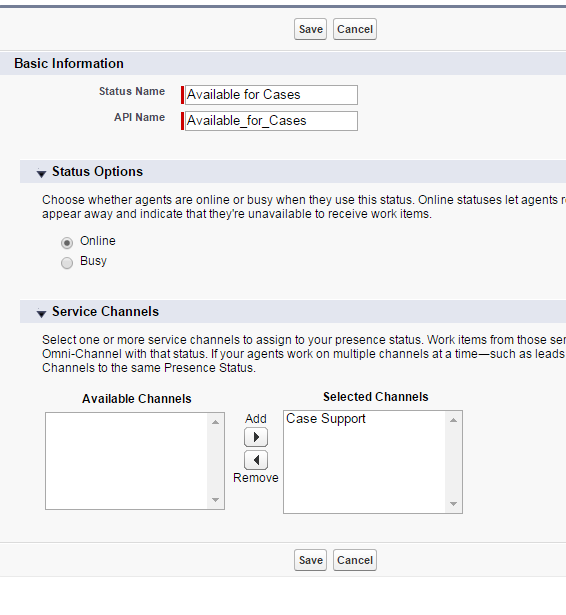 Save Cancel
Basic Information
Status Name Available for Cases
API Name Available_for_Cases
Status Options
Choose whether agents are online or busy when they use this status. Online statuses let agents
appear away and indicate that they're unavailable to receive work items.
Online
Busy
Service Channels
Select one or more service channels to assign to your presence status. Work items from those
Omni-Channel with that status. If your agents work on multiple channels at a time—such as leads
Channels to the same Presence Status.
Available Channels Selected Channels
Add
Case Support
Remove
Save Cancel